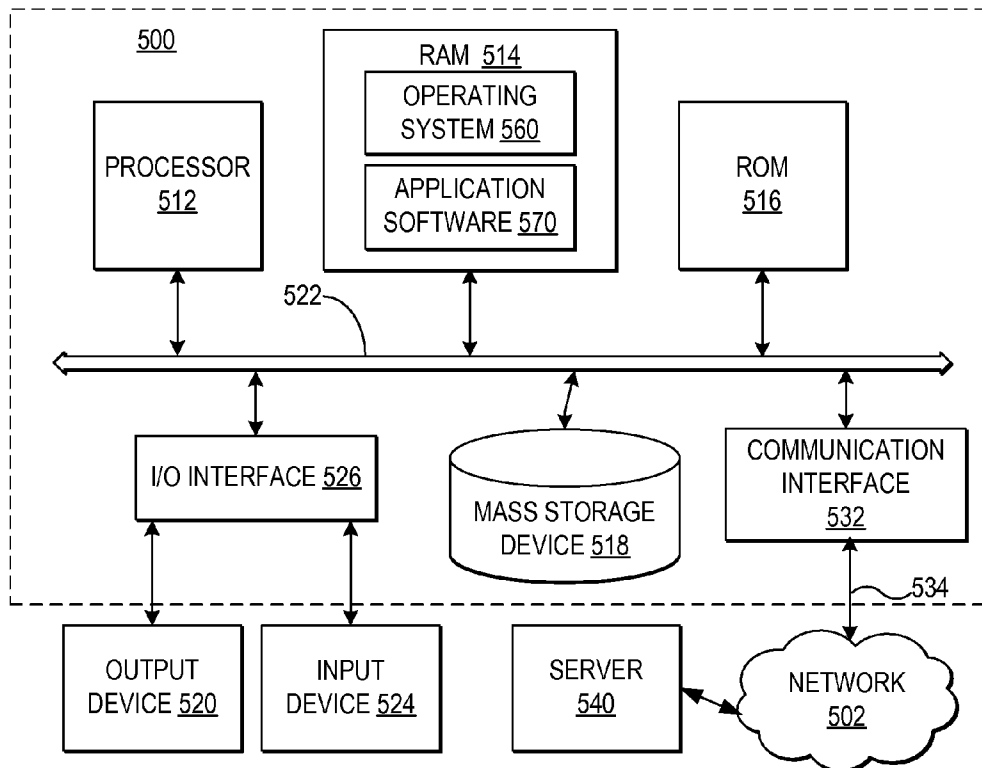 500
RAM 514
OPERATING
SYSTEM 560
APPLICATION
SOFTWARE 570
PROCESSOR
512
ROM
516
522
I/O INTERFACE 526
MASS STORAGE
DEVICE 518
COMMUNICATION
INTERFACE
532
534
OUTPUT
DEVICE 520
INPUT
DEVICE 524
SERVER
540
NETWORK
502